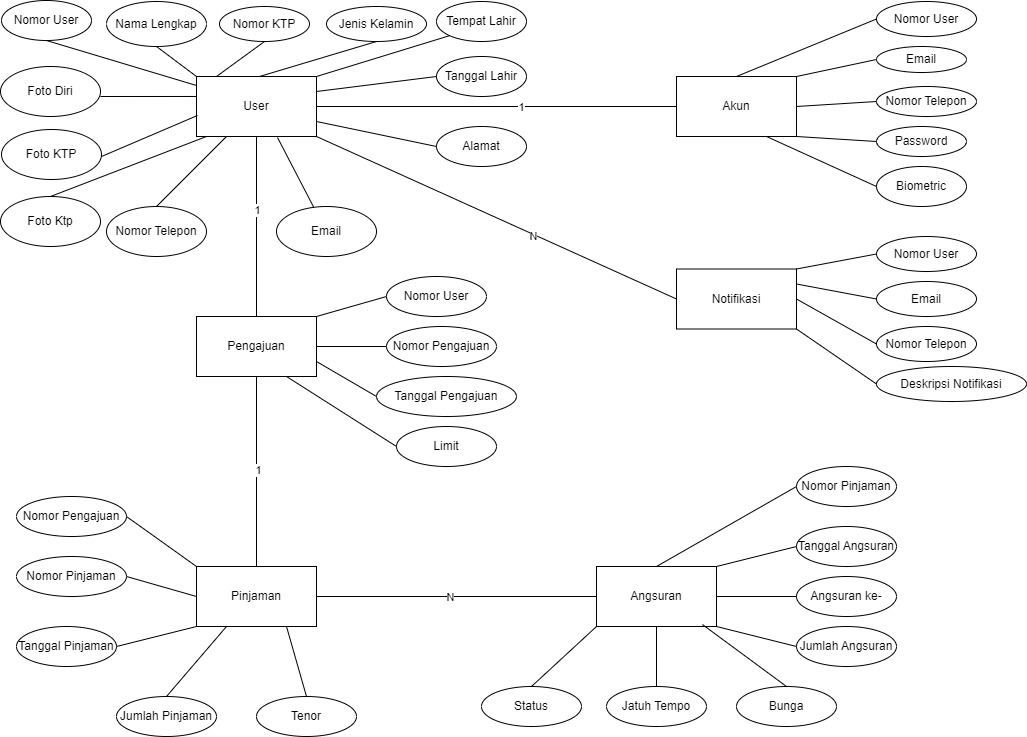 Nomor User
Nama Lengkap
Nomor KTP
Jenis Kelamin
Tempat Lahir
Tanggal Lahir
Foto Diri
User
1
Alamat
Foto KTP
Foto Ktp
Nomor Telepon
Email
Akun
Nomor User
Email
Nomor Telepon
Password
Biometric
1
N
Notifikasi
Nomor User
Email
Nomor Telepon
Deskripsi Notifikasi
Pengajuan
Nomor User
Nomor Pengajuan
Tanggal Pengajuan
Limit
1
Nomor Pengajuan
Nomor Pinjaman
Tanggal Pinjaman
Pinjaman
Jumlah Pinjaman
Tenor
N
Angsuran
Nomor Pinjaman
Tanggal Angsuran
Angsuran ke-
Jumlah Angsuran
Status
Jatuh Tempo
Bunga